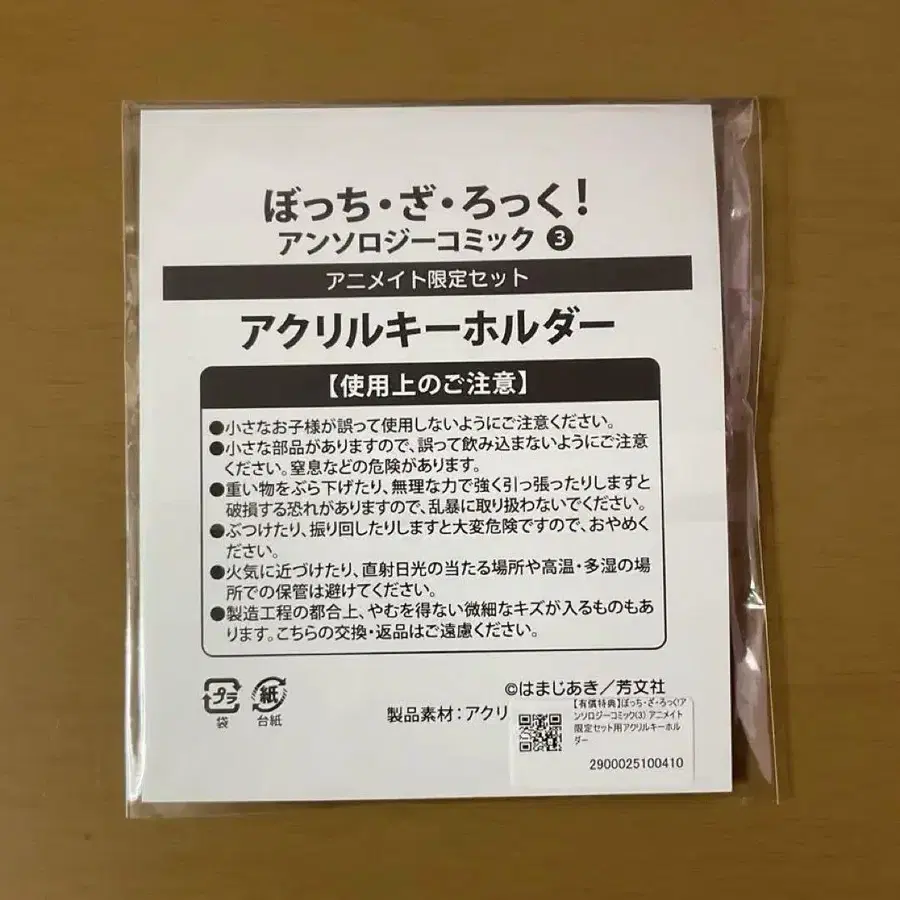 ぼっち・ざ・ろっく!
アンソロジーコミック❸
アニメイト限定セット
アクリルキーホルダー
【使用上のご注意】
●小さなお子様が誤って使用しないようにご注意ください。
●小さな部品がありますので、誤って飲み込まないようにご注意
ください。窒息などの危険があります。
●重い物をぶら下げたり、無理な力で強く引っ張ったりしますと
破損する恐れがありますので、乱暴に取り扱わないでください。
●ぶつけたり、振り回したりしますと大変危険ですので、おやめく
ださい。
●火気に近づけたり、直射日光の当たる場所や高温・多湿の場
所での保管は避けてください。
●製造工程の都合上、やむを得ない微細なキズが入るものもあ
ります。こちらの交換・返品はご遠慮ください。
プラ
袋
紙
台紙
©はまじあき/芳文社
製品素材:アクリ
【有償特典】ぼっち・ざ・ろっく!ア
ンソロジーコミック(3) アニメイト
限定セット用アクリルキーホル
ダー
2900025100410